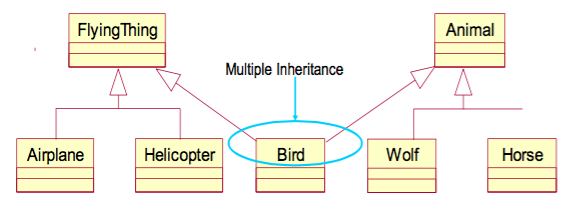 FlyingThing
Animal
Multiple Inheritance
Airplane
Helicopter
Bird
Wolf
Horse